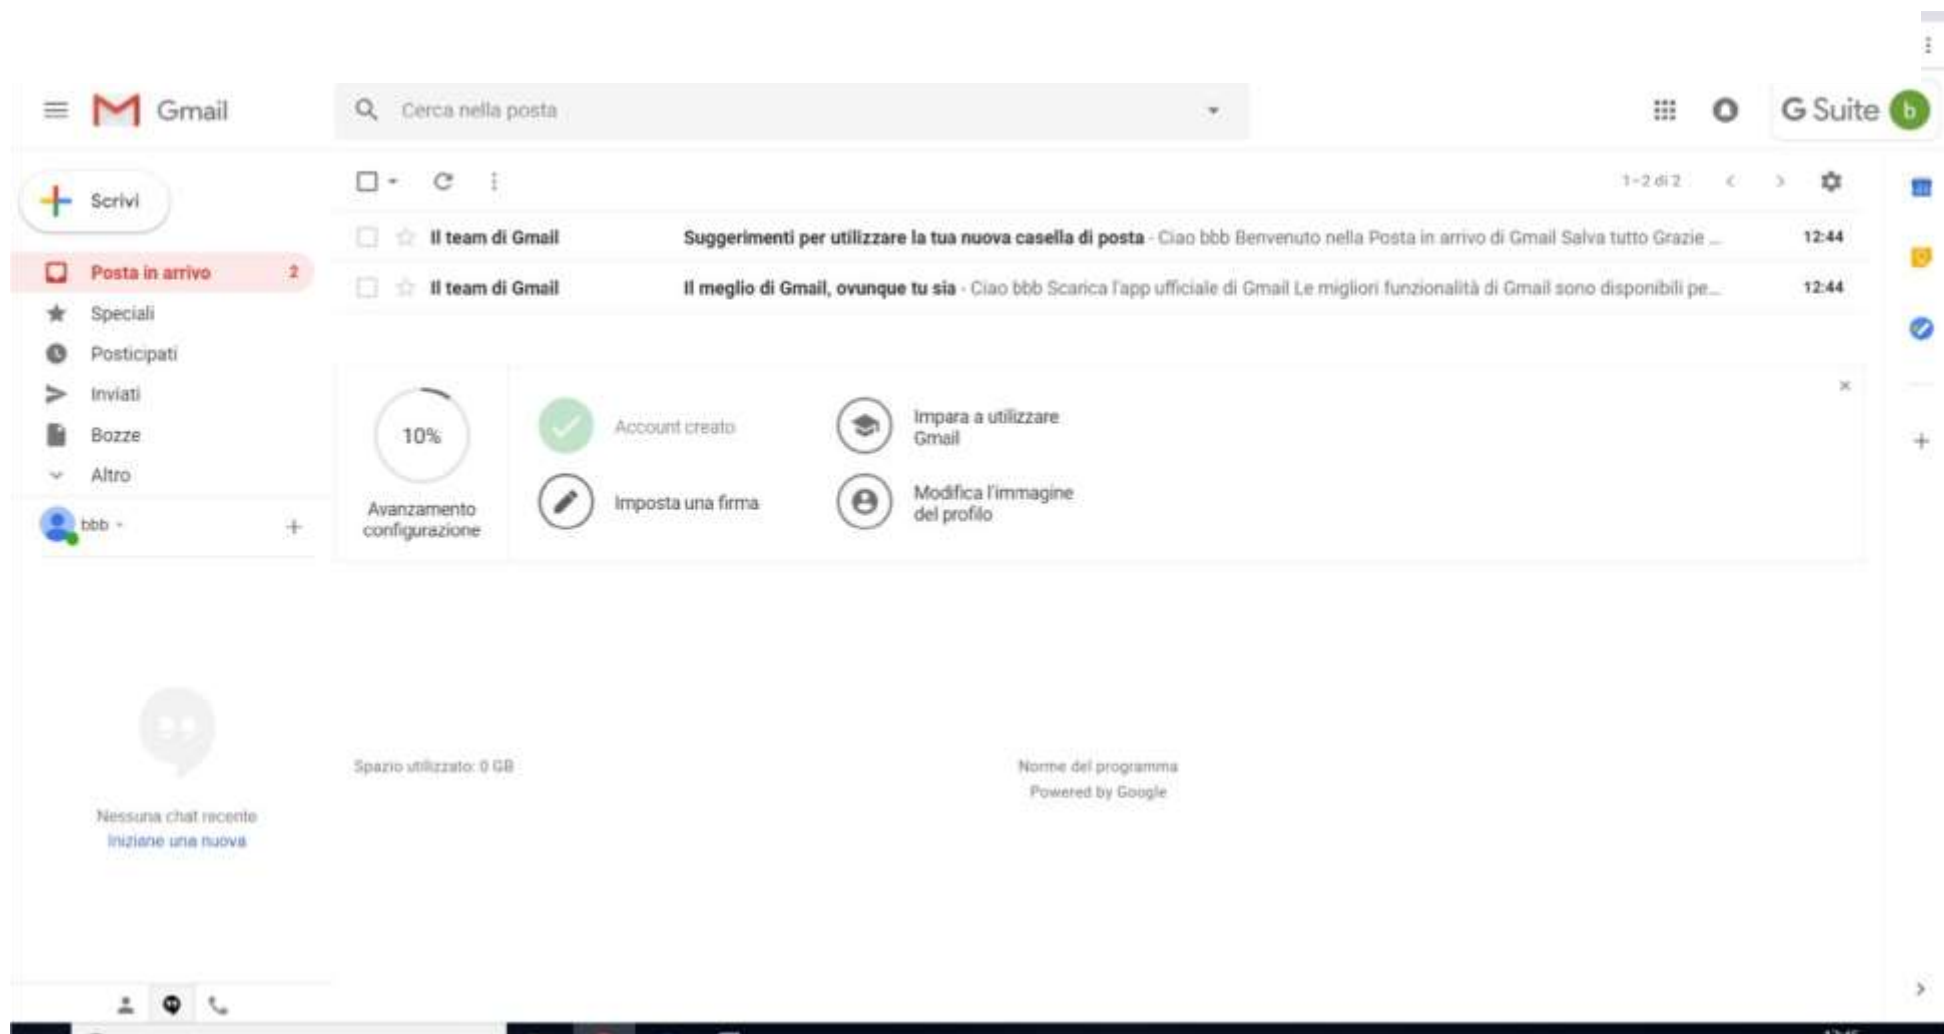 Gmail
Cerca nella posta
G Suite
b
Scrivi
1–2 di 2
Il team di Gmail Suggerimenti per utilizzare la tua nuova casella di posta - Ciao bbb Benvenuto nella Posta in arrivo di Gmail Salva tutto Grazie ... 12:44
Il team di Gmail Il meglio di Gmail, ovunque tu sia - Ciao bbb Scarica l'app ufficiale di Gmail Le migliori funzionalità di Gmail sono disponibili pe... 12:44
Posta in arrivo 2
Speciali
Posticipati
Inviati
Bozze
Altro
bbb
10%
Avanzamento
configurazione
Account creato
Imposta una firma
Impara a utilizzare
Gmail
Modifica l'immagine
del profilo
Spazio utilizzato: 0 GB
Norme del programma
Powered by Google
Nessuna chat recente
Iniziane una nuova